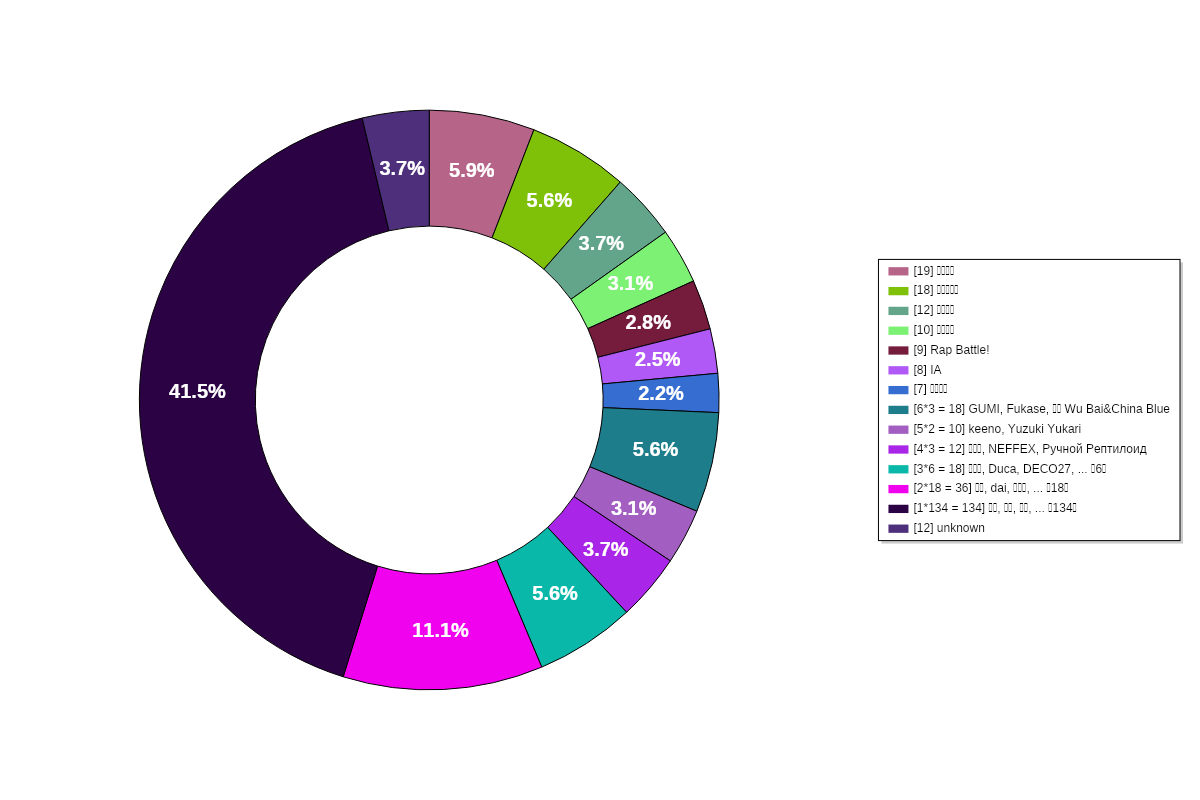 3.7%
5.9%
5.6%
3.7%
3.1%
2.8%
2.5%
2.2%
5.6%
3.1%
3.7%
5.6%
11.1%
41.5%
[19]
[18]
[12]
[10]
[9] Rap Battle!
[8] IA
[7]
[6*3 = 18] GUMI, Fukase, Wu Bai&China Blue
[5*2 = 10] keeno, Yuzuki Yukari
[4*3 = 12] , NEFFEX, Ручной Рептилоид
[3*6 = 18] , Duca, DECO27, ... 6
[2*18 = 36] , dai, , ... 18
[1*134 = 134] , , , ... 134
[12] unknown